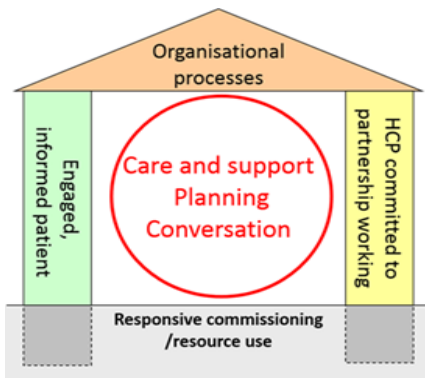 Organisational
processes
Engaged,
informed patient
Care and support
Planning
Conversation
HCP committed to
partnership working
Responsive commissioning
/resource use